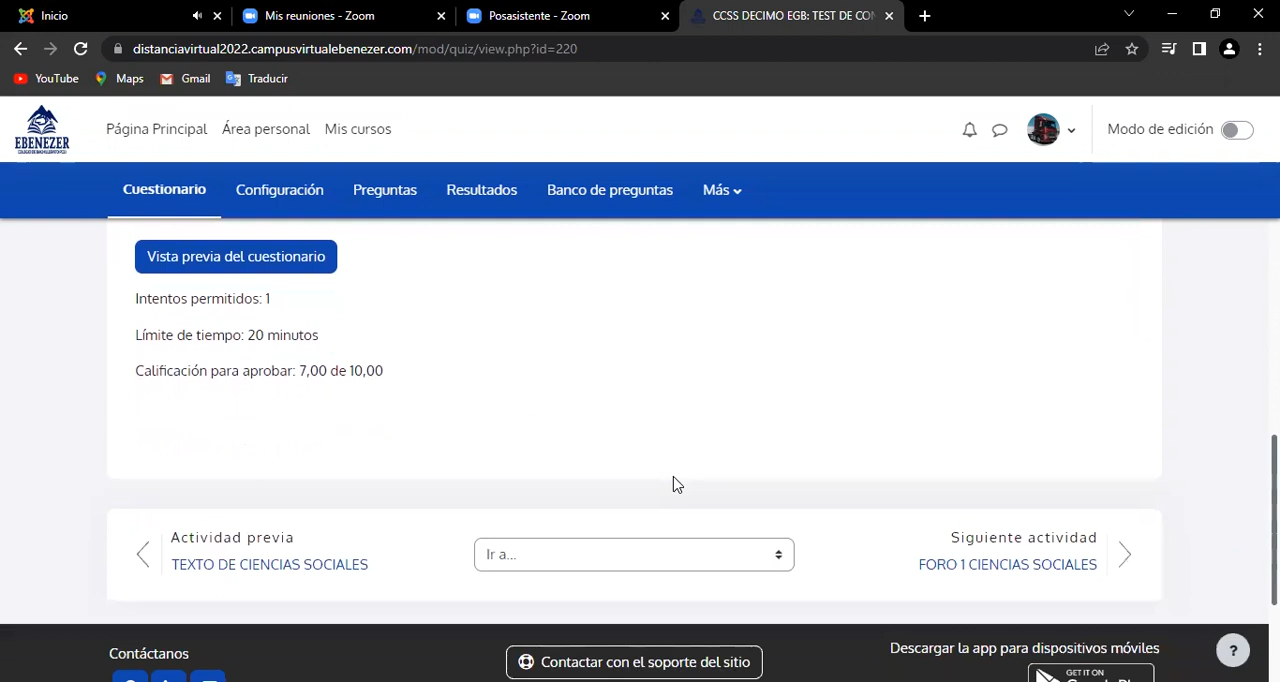 Inicio
Mis reuniones - Zoom
Posasistente - Zoom
CCSS DECIMO EGB: TEST DE CON
distanciavirtual2022.campusvirtualebenezer.com/mod/quiz/view.php?id=220
YouTube
Maps
Gmail
Traducir
EBENEZER
Página Principal
Área personal
Mis cursos
Modo de edición
Cuestionario
Configuración
Preguntas
Resultados
Banco de preguntas
Más
Vista previa del cuestionario
Intentos permitidos: 1
Límite de tiempo: 20 minutos
Calificación para aprobar: 7,00 de 10,00
Actividad previa
TEXTO DE CIENCIAS SOCIALES
Ir a...
Siguiente actividad
FORO 1 CIENCIAS SOCIALES
Contáctanos
Contactar con el soporte del sitio
Descargar la app para dispositivos móviles
GET IT ON
?